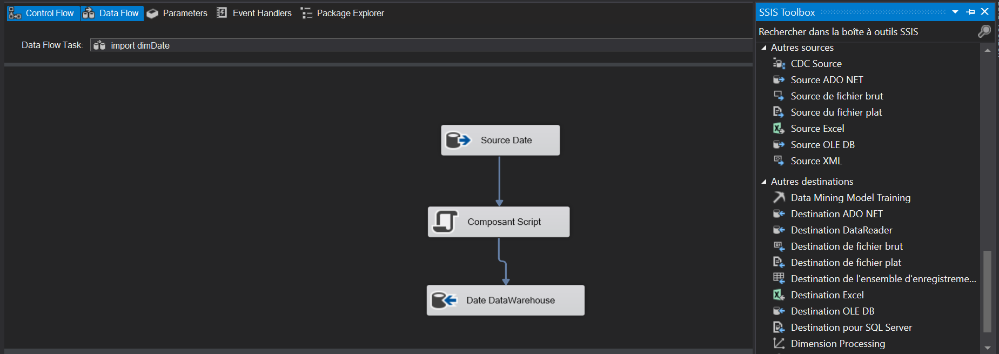 Control Flow Data Flow Parameters Event Handlers Package Explorer
Data Flow Task: import dimDate
Source Date
Composant Script
Date DataWarehouse
SSIS Toolbox
Rechercher dans la boîte à outils SSIS
Autres sources
CDC Source
Source ADO NET
Source de fichier brut
Source du fichier plat
Source Excel
Source OLE DB
Source XML
Autres destinations
Data Mining Model Training
Destination ADO NET
Destination DataReader
Destination de fichier brut
Destination de fichier plat
Destination de l'ensemble d'enregistreme...
Destination Excel
Destination OLE DB
Destination pour SQL Server
Dimension Processing